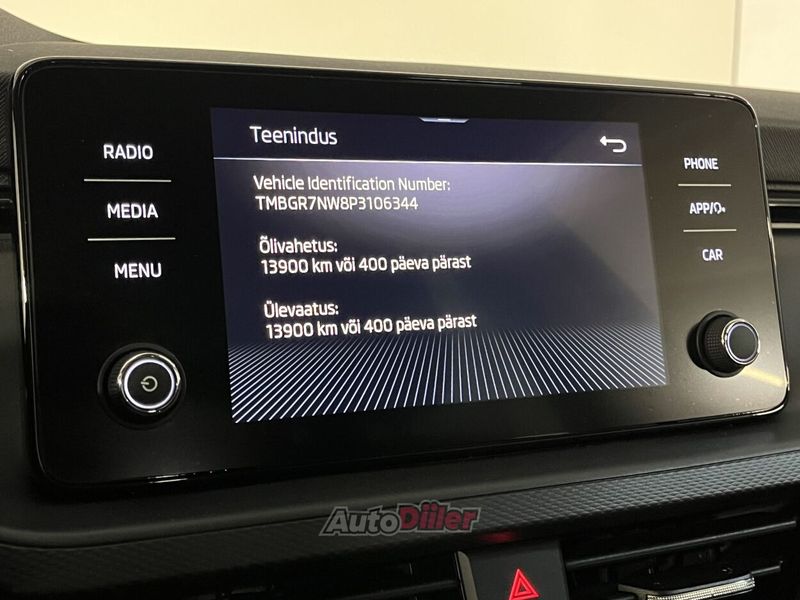 RADIO
MEDIA
MENU
Teenindus
Vehicle Identification Number:
TMBGR7NW8P3106344
Õlivahetus:
13900 km või 400 päeva pärast
Ülevaatus:
13900 km või 400 päeva pärast
PHONE
APP/
CAR
AutoDiiler